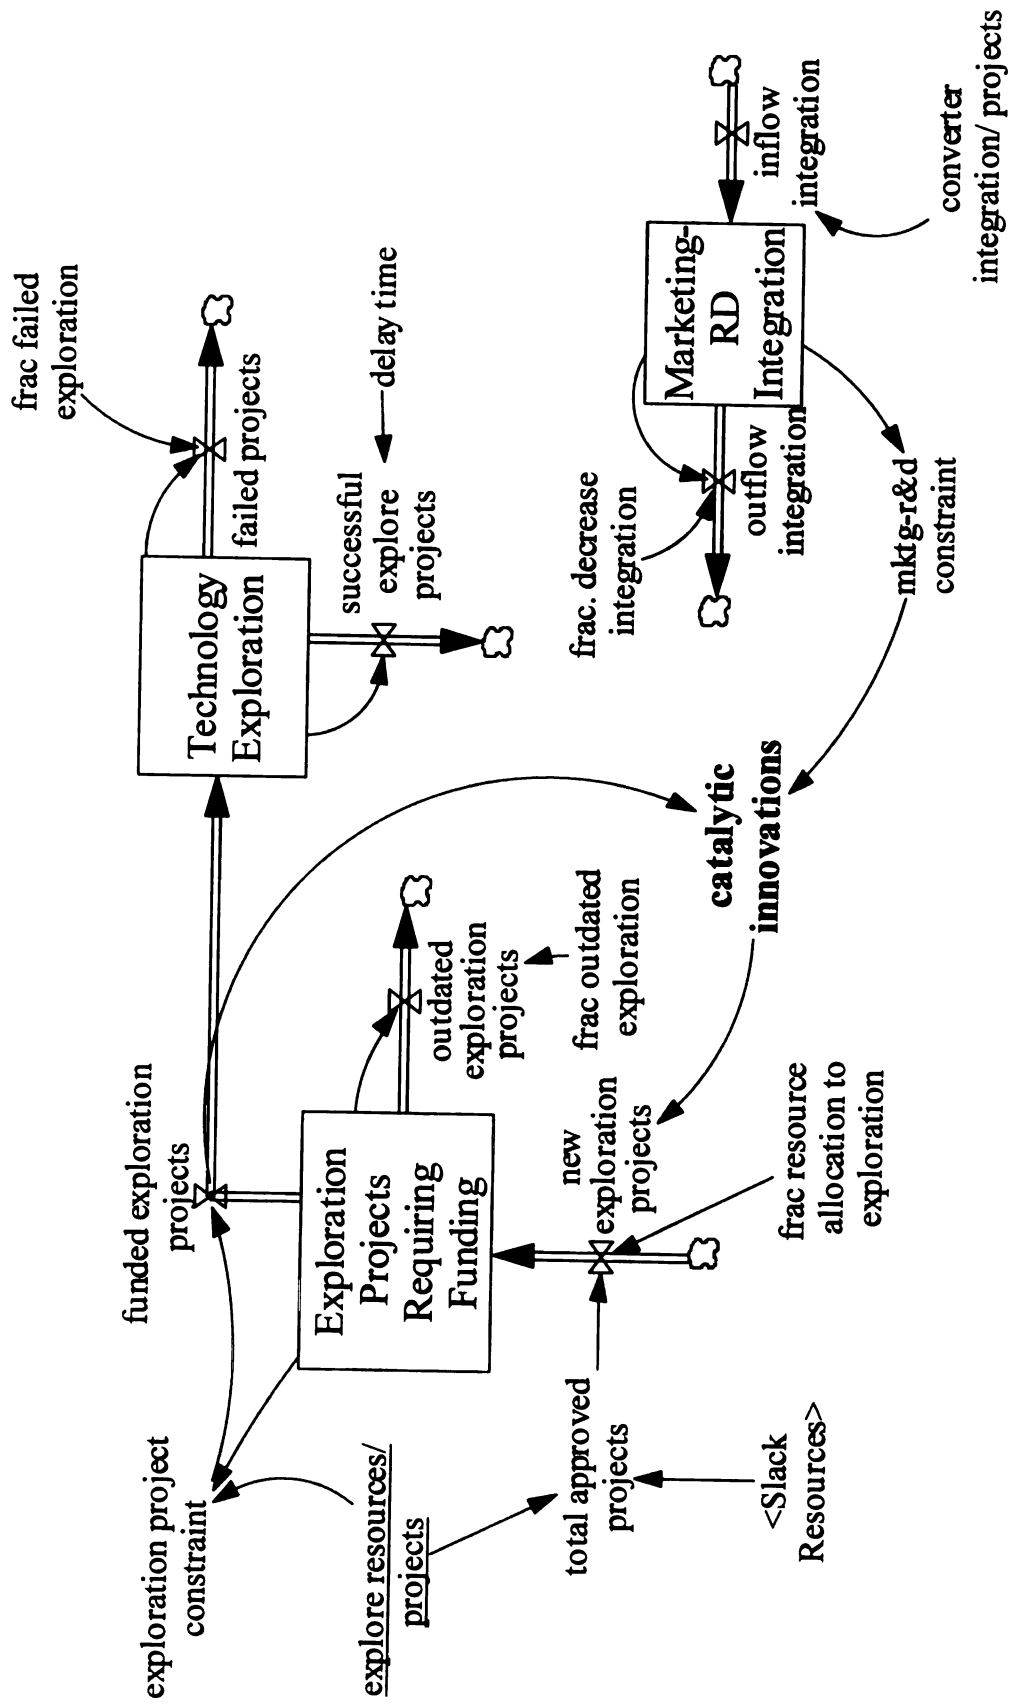 exploration project
constraint
explore resources/
projects
total approved
projects
<Slack
Resources>
funded exploration
projects
Exploration
Projects
Requiring
Funding
new
exploration
projects
frac resource
allocation to
exploration
outdated
exploration
projects
frac outdated
exploration
catalytic
innovations
Technology
Exploration
successful
explore
projects
delay time
failed projects
frac failed
exploration
frac. decrease
integration
outflow
integration
mktg-r&d
constraint
Marketing-
RD
Integration
inflow
integration
converter
integration/ projects